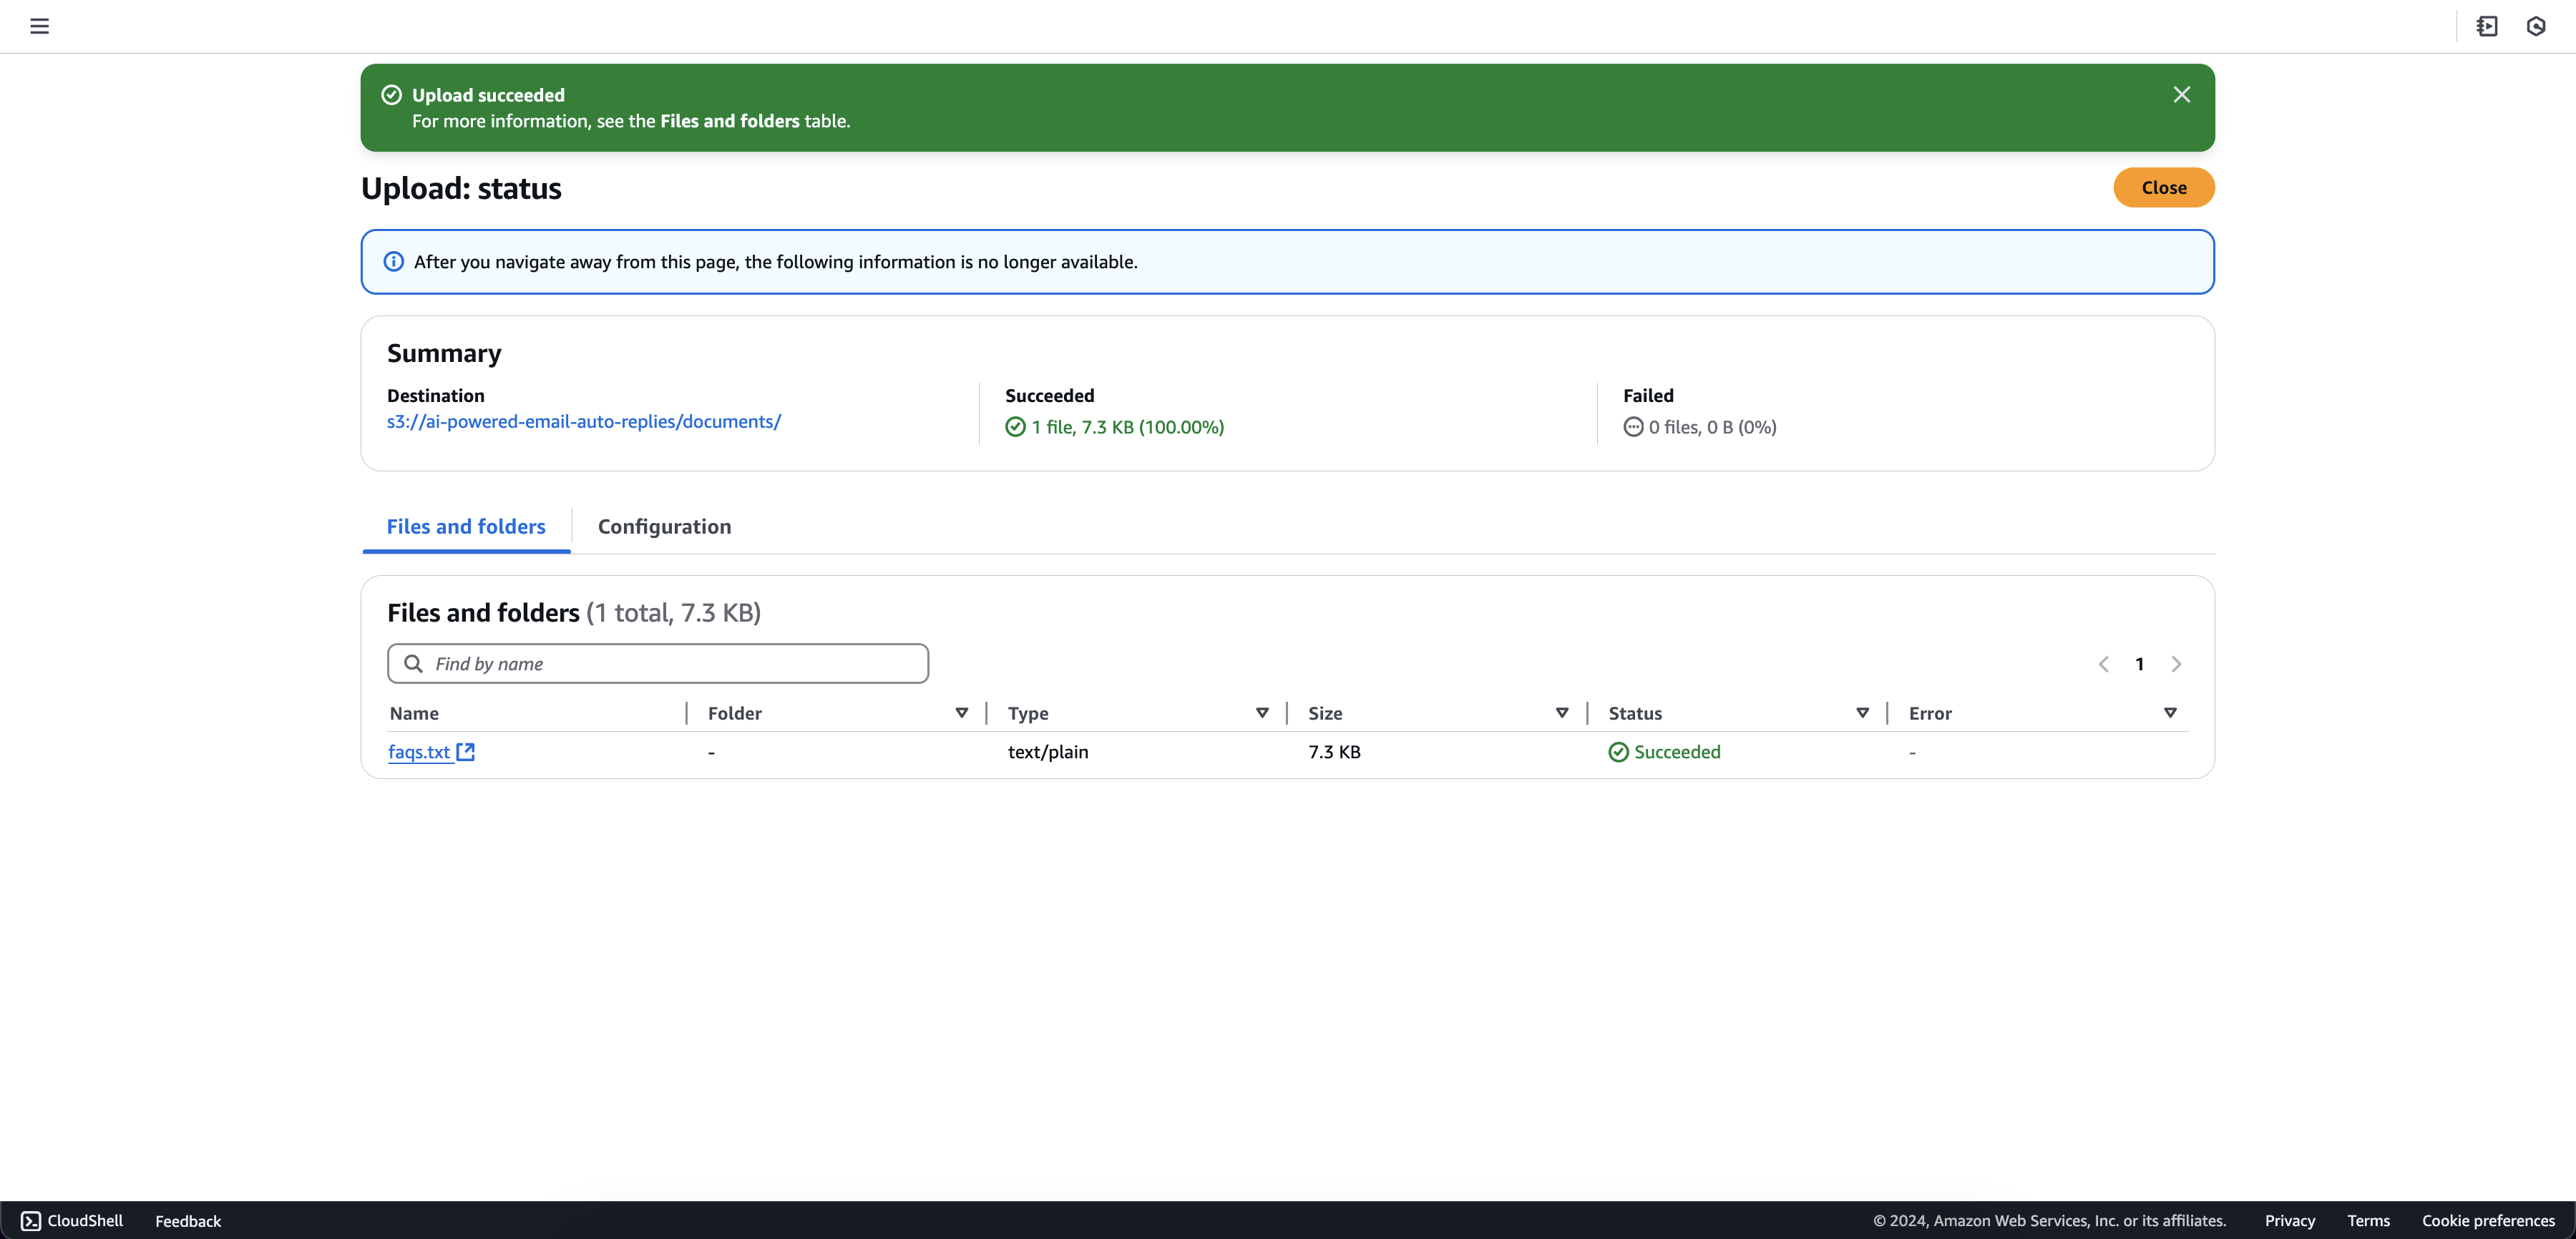 Upload succeeded
For more information, see the Files and folders table.
Upload: status
Close
After you navigate away from this page, the following information is no longer available.
Summary
Destination
s3://ai-powered-email-auto-replies/documents/
Succeeded
1 file, 7.3 KB (100.00%)
Failed
0 files, 0 B (0%)
Files and folders
Configuration
Files and folders (1 total, 7.3 KB)
Find by name
1
Name Folder Type Size Status Error
faqs.txt - text/plain 7.3 KB Succeeded -
CloudShell Feedback © 2024, Amazon Web Services, Inc. or its affiliates. Privacy Terms Cookie preferences